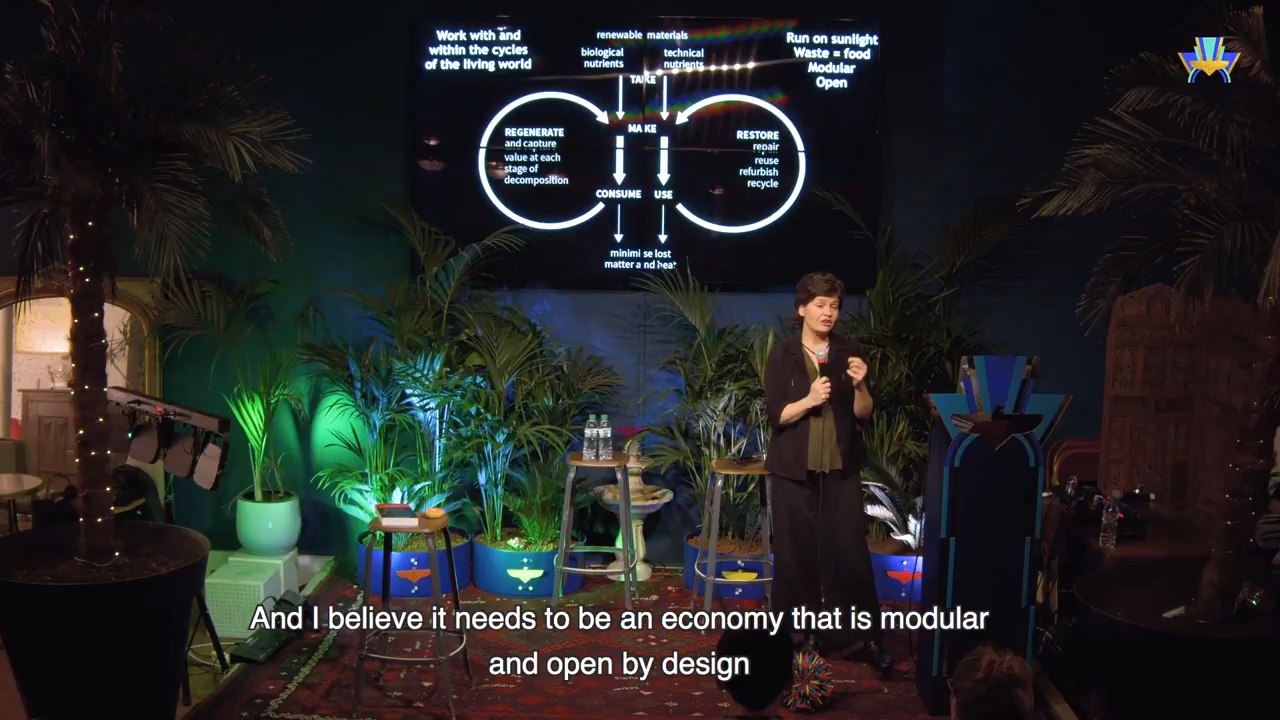 Work with and
within the cycles
of the living world
renewable materials
biological
nutrients
technical
nutrients
TAKE
Run on sunlight
Waste = food
Modular
Open
REGENERATE
and capture
value at each
stage of
decomposition
MAKE
RESTORE
repair
reuse
refurbish
recycle
CONSUME USE
minimise lost
matter and heat
And I believe it needs to be an economy that is modular
and open by design